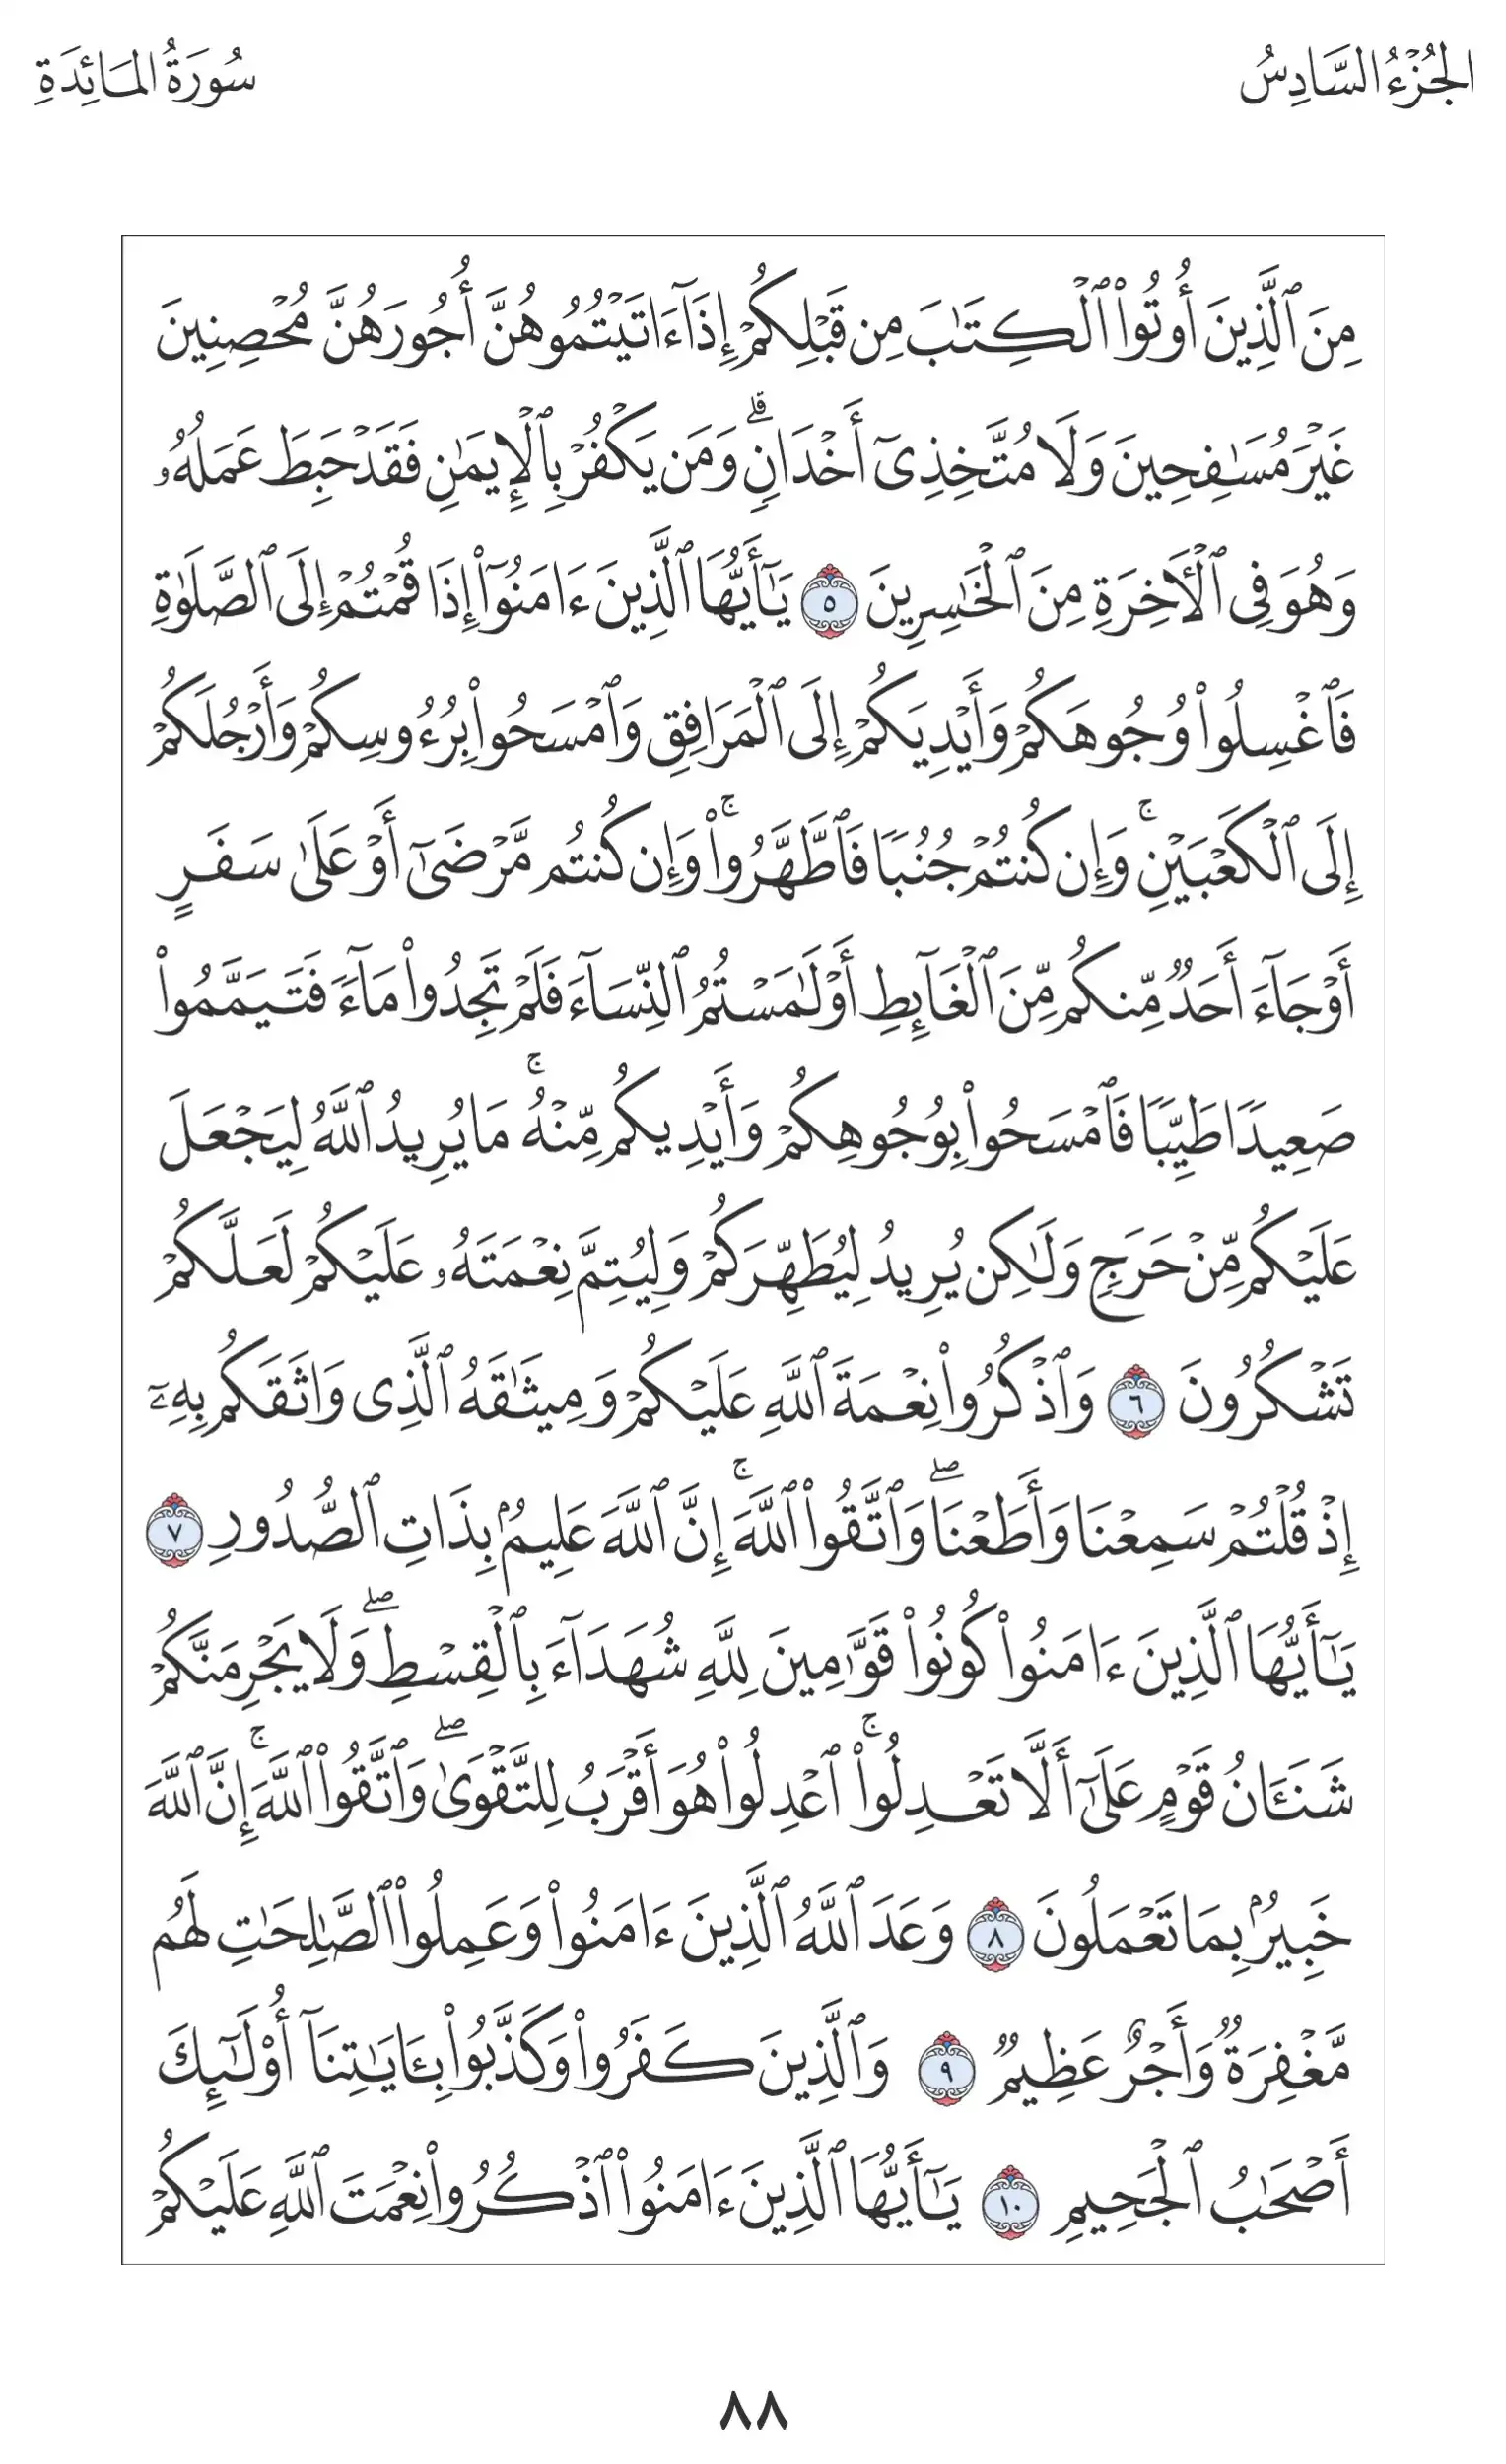 الجُزْءُ السَّادِسُ
سُورَةُ المَائِدَةِ
مِنَ ٱلَّذِينَ أُوتُوا۟ ٱلْكِتَـٰبَ مِن قَبْلِكُمْ إِذَآ ءَاتَيْتُمُوهُنَّ أُجُورَهُنَّ مُحْصِنِينَ
غَيْرَ مُسَـٰفِحِينَ وَلَا مُتَّخِذِىٓ أَخْدَانٍ ۗ وَمَن يَكْفُرْ بِٱلْإِيمَـٰنِ فَقَدْ حَبِطَ عَمَلُهُۥ
وَهُوَ فِى ٱلْـَٔاخِرَةِ مِنَ ٱلْخَـٰسِرِينَ ٥ يَـٰٓأَيُّهَا ٱلَّذِينَ ءَامَنُوٓا۟ إِذَا قُمْتُمْ إِلَى ٱلصَّلَوٰةِ
فَٱغْسِلُوا۟ وُجُوهَكُمْ وَأَيْدِيَكُمْ إِلَى ٱلْمَرَافِقِ وَٱمْسَحُوا۟ بِرُءُوسِكُمْ وَأَرْجُلَكُمْ
إِلَى ٱلْكَعْبَيْنِ ۚ وَإِن كُنتُمْ جُنُبًا فَٱطَّهَّرُوا۟ ۚ وَإِن كُنتُم مَّرْضَىٰٓ أَوْ عَلَىٰ سَفَرٍ
أَوْ جَآءَ أَحَدٌ مِّنكُم مِّنَ ٱلْغَآئِطِ أَوْ لَـٰمَسْتُمُ ٱلنِّسَآءَ فَلَمْ تَجِدُوا۟ مَآءً فَتَيَمَّمُوا۟
صَعِيدًا طَيِّبًا فَٱمْسَحُوا۟ بِوُجُوهِكُمْ وَأَيْدِيكُم مِّنْهُ ۚ مَا يُرِيدُ ٱللَّهُ لِيَجْعَلَ
عَلَيْكُم مِّنْ حَرَجٍ وَلَـٰكِن يُرِيدُ لِيُطَهِّرَكُمْ وَلِيُتِمَّ نِعْمَتَهُۥ عَلَيْكُمْ لَعَلَّكُمْ
تَشْكُرُونَ ٦ وَٱذْكُرُوا۟ نِعْمَةَ ٱللَّهِ عَلَيْكُمْ وَمِيثَـٰقَهُ ٱلَّذِى وَاثَقَكُم بِهِۦٓ
إِذْ قُلْتُمْ سَمِعْنَا وَأَطَعْنَا ۖ وَٱتَّقُوا۟ ٱللَّهَ ۚ إِنَّ ٱللَّهَ عَلِيمٌۢ بِذَاتِ ٱلصُّدُورِ ٧
يَـٰٓأَيُّهَا ٱلَّذِينَ ءَامَنُوا۟ كُونُوا۟ قَوَّٰمِينَ لِلَّهِ شُهَدَآءَ بِٱلْقِسْطِ ۖ وَلَا يَجْرِمَنَّكُمْ
شَنَـَٔانُ قَوْمٍ عَلَىٰٓ أَلَّا تَعْدِلُوا۟ ۚ ٱعْدِلُوا۟ هُوَ أَقْرَبُ لِلتَّقْوَىٰ ۖ وَٱتَّقُوا۟ ٱللَّهَ ۚ إِنَّ ٱللَّهَ
خَبِيرٌۢ بِمَا تَعْمَلُونَ ٨ وَعَدَ ٱللَّهُ ٱلَّذِينَ ءَامَنُوا۟ وَعَمِلُوا۟ ٱلصَّـٰلِحَـٰتِ لَهُم
مَّغْفِرَةٌ وَأَجْرٌ عَظِيمٌ ٩ وَٱلَّذِينَ كَفَرُوا۟ وَكَذَّبُوا۟ بِـَٔايَـٰتِنَآ أُو۟لَـٰٓئِكَ
أَصْحَـٰبُ ٱلْجَحِيمِ ١٠ يَـٰٓأَيُّهَا ٱلَّذِينَ ءَامَنُوا۟ ٱذْكُرُوا۟ نِعْمَتَ ٱللَّهِ عَلَيْكُمْ
٨٨